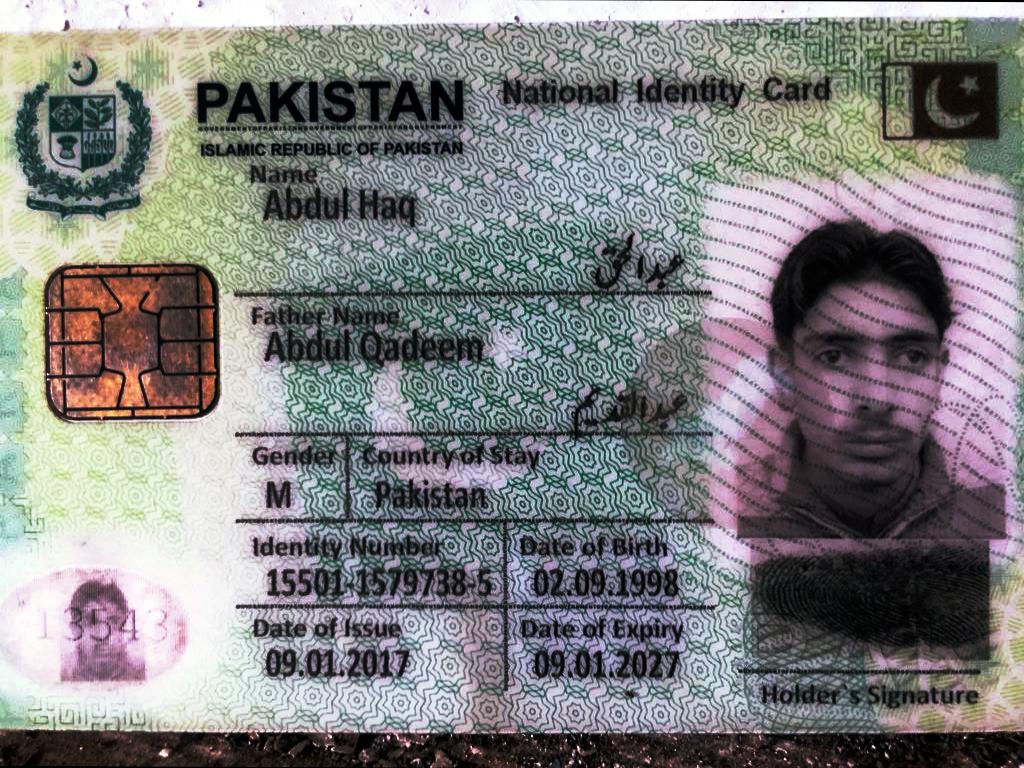 PAKISTAN National Identity Card
ISLAMIC REPUBLIC OF PAKISTAN
Name
Abdul Haq
عبدالحق
Father Name
Abdul Qadeem
عبدالقدیم
Gender Country of Stay
M Pakistan
Identity Number Date of Birth
15501-1579738-5 02.09.1998
Date of Issue Date of Expiry
09.01.2017 09.01.2027
13543
Holder's Signature